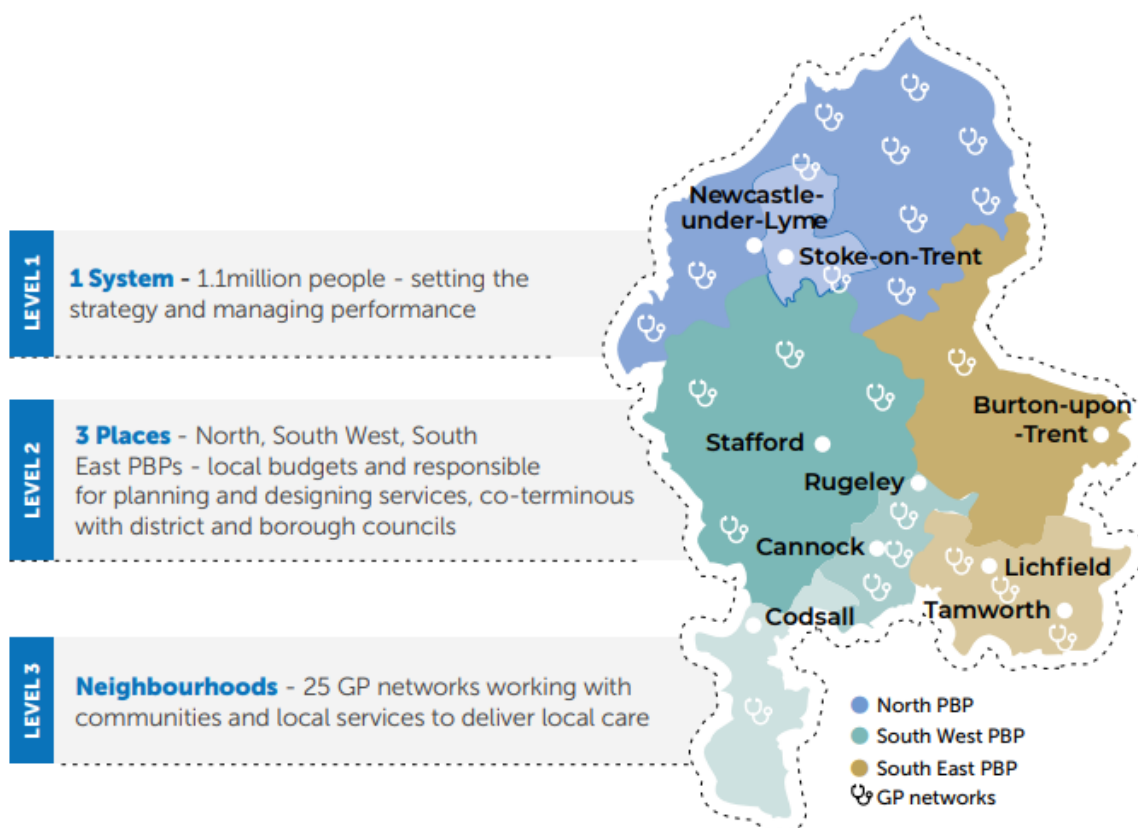 LEVEL 1
1 System - 1.1million people - setting the
strategy and managing performance
LEVEL 2
3 Places - North, South West, South
East PBPs - local budgets and responsible
for planning and designing services, co-terminous
with district and borough councils
LEVEL 3
Neighbourhoods - 25 GP networks working with
communities and local services to deliver local care
Newcastle-
under-Lyme
Stoke-on-Trent
Burton-upon
-Trent
Stafford
Rugeley
Cannock
Lichfield
Tamworth
Codsall
North PBP
South West PBP
South East PBP
GP networks